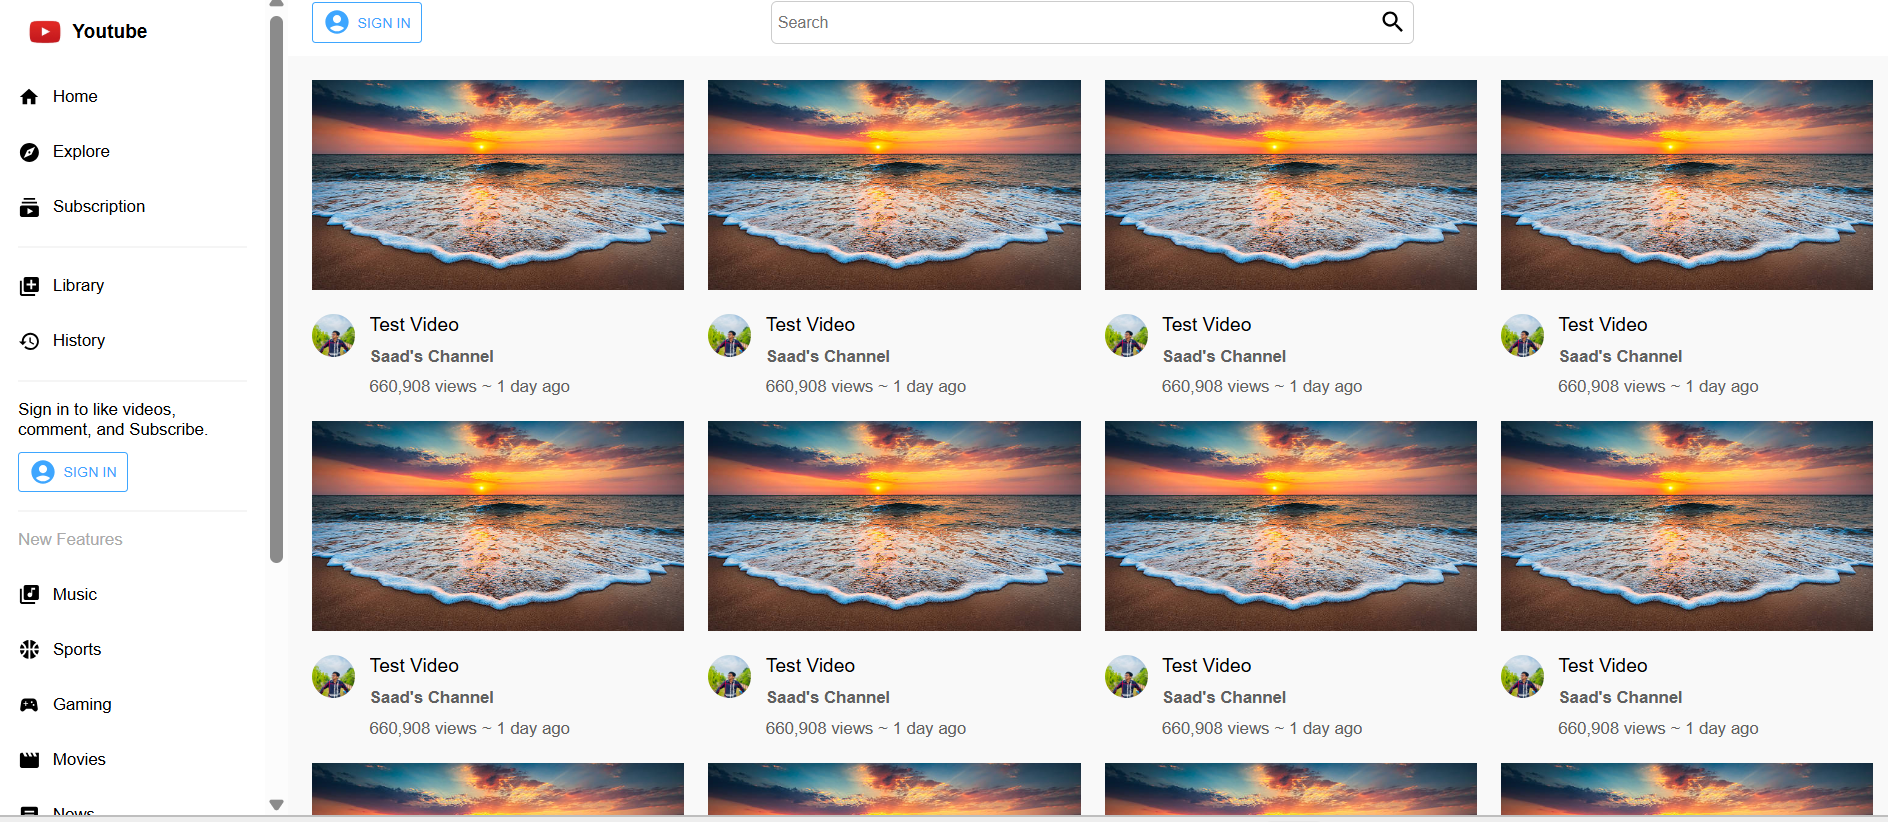 Youtube
Home
Explore
Subscription
Library
History
Sign in to like videos,
comment, and Subscribe.
SIGN IN
New Features
Music
Sports
Gaming
Movies
News
SIGN IN
Search
Test Video
Saad's Channel
660,908 views ~ 1 day ago
Test Video
Saad's Channel
660,908 views ~ 1 day ago
Test Video
Saad's Channel
660,908 views ~ 1 day ago
Test Video
Saad's Channel
660,908 views ~ 1 day ago
Test Video
Saad's Channel
660,908 views ~ 1 day ago
Test Video
Saad's Channel
660,908 views ~ 1 day ago
Test Video
Saad's Channel
660,908 views ~ 1 day ago
Test Video
Saad's Channel
660,908 views ~ 1 day ago